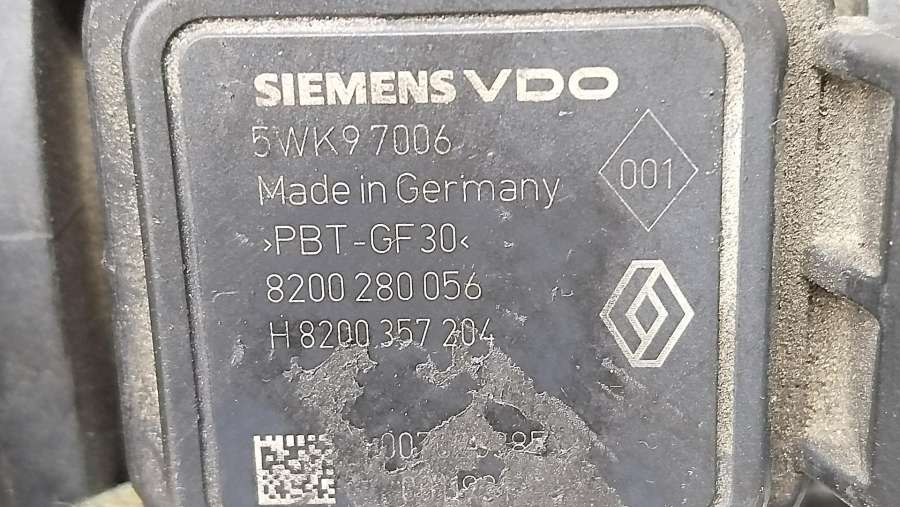 SIEMENS VDO
5WK9 7006
001
Made in Germany
>PBT-GF30<
8200 280 056
H 8200 357 204